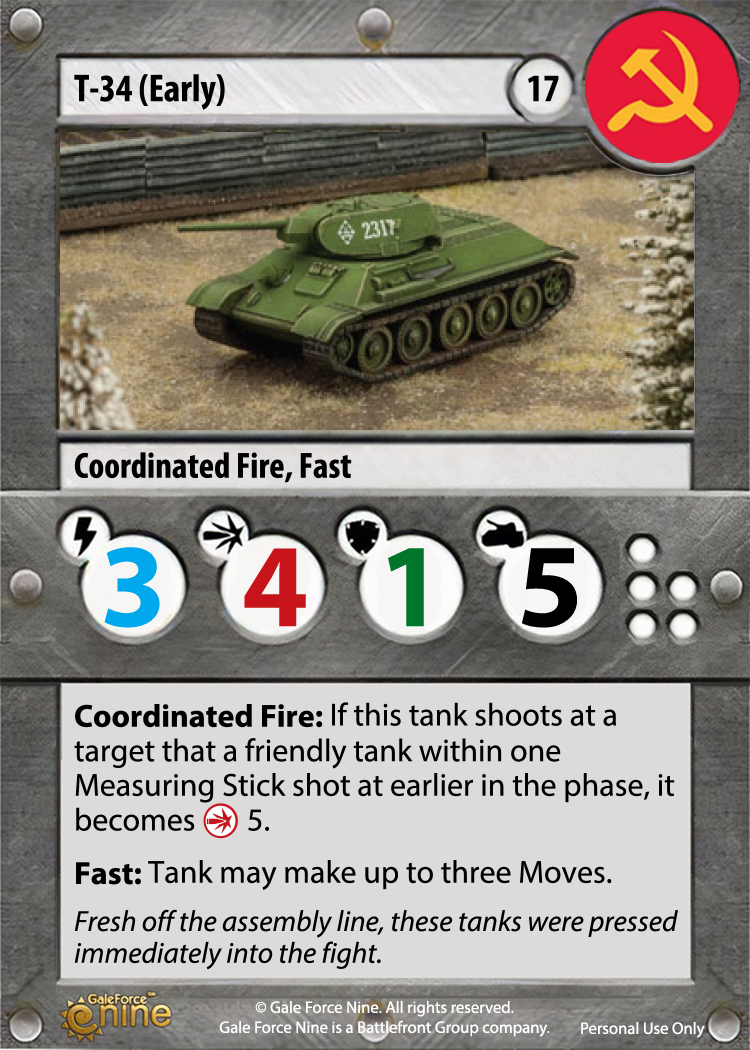 T-34 (Early)
17
2317
Coordinated Fire, Fast
3 4 1 5
Coordinated Fire: If this tank shoots at a
target that a friendly tank within one
Measuring Stick shot at earlier in the phase, it
becomes 5.
Fast: Tank may make up to three Moves.
Fresh off the assembly line, these tanks were pressed
immediately into the fight.
GaleForce™
nine
© Gale Force Nine. All rights reserved.
Gale Force Nine is a Battlefront Group company.
Personal Use Only